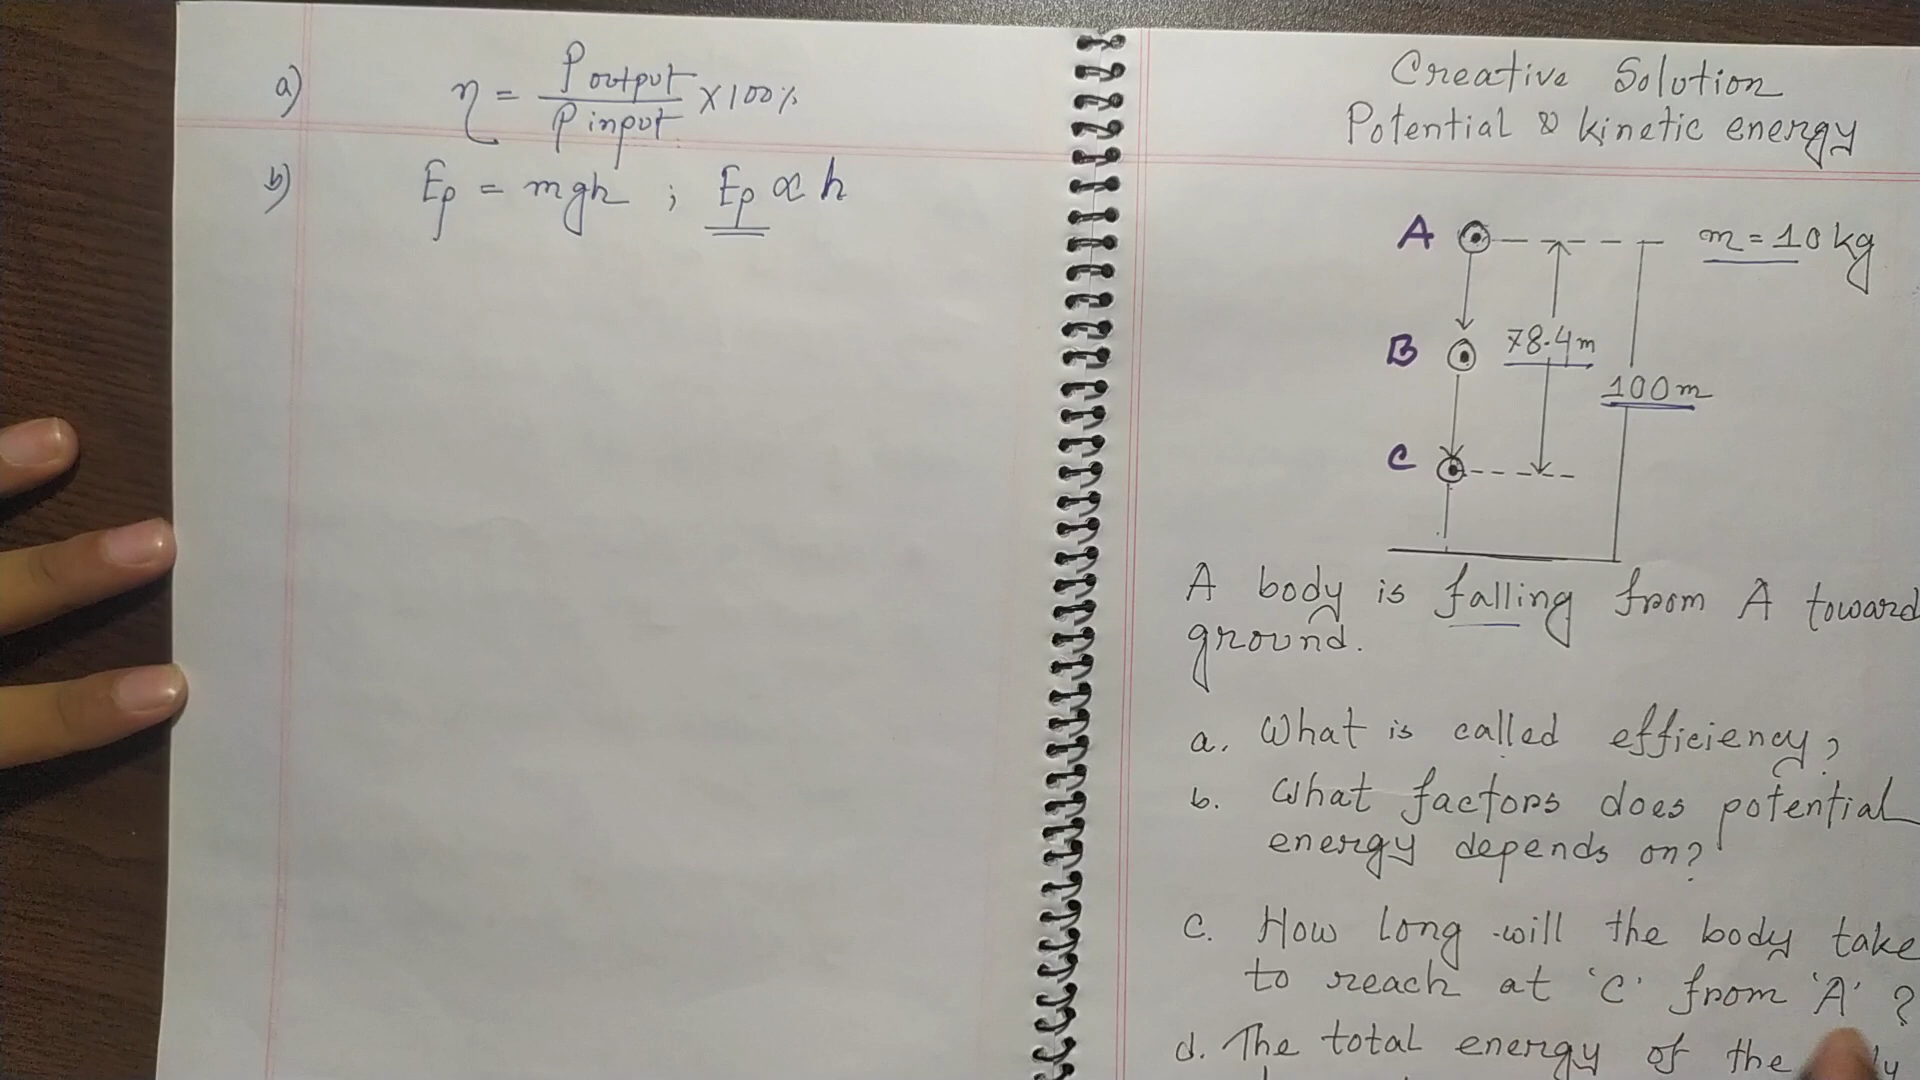 a) η = P output / P input × 100%
b) Ep = mgh ; Ep ∝ h
Creative Solution
Potential & kinetic energy
A m = 10 kg
B 78.4m
100m
C
A body is falling from A toward
ground.
a. What is called efficiency?
b. What factors does potential
energy depends on?
c. How long will the body take
to reach at 'C' from 'A' ?
d. The total energy of the